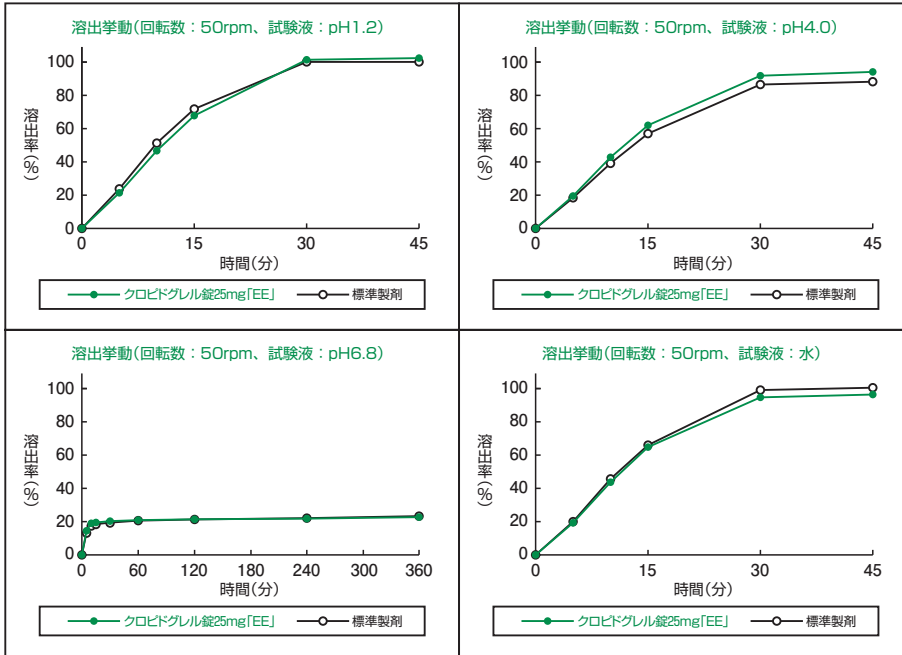 溶出挙動(回転数：50rpm、試験液：pH1.2)
溶出率(%)
100
80
60
40
20
0
0 15 30 45
時間(分)
クロピドグレル錠25mg「EE」 標準製剤
溶出挙動(回転数：50rpm、試験液：pH4.0)
溶出率(%)
100
80
60
40
20
0
0 15 30 45
時間(分)
クロピドグレル錠25mg「EE」 標準製剤
溶出挙動(回転数：50rpm、試験液：pH6.8)
溶出率(%)
100
80
60
40
20
0
0 60 120 180 240 300 360
時間(分)
クロピドグレル錠25mg「EE」 標準製剤
溶出挙動(回転数：50rpm、試験液：水)
溶出率(%)
100
80
60
40
20
0
0 15 30 45
時間(分)
クロピドグレル錠25mg「EE」 標準製剤